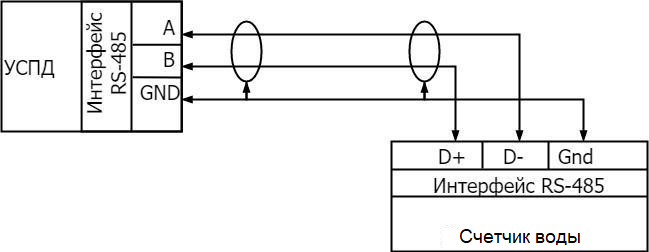 УСПД
Интерфейс
RS-485
A
B
GND
D+
D-
Gnd
Интерфейс RS-485
Счетчик воды